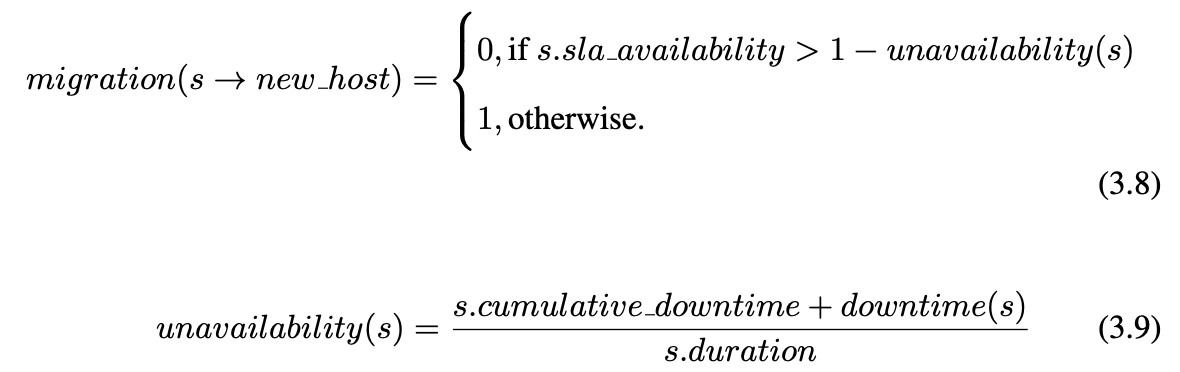 migration(s → new_host) = { 0, if s.sla_availability > 1 − unavailability(s)
1, otherwise.
(3.8)
unavailability(s) = (s.cumulative_downtime + downtime(s)) / s.duration (3.9)